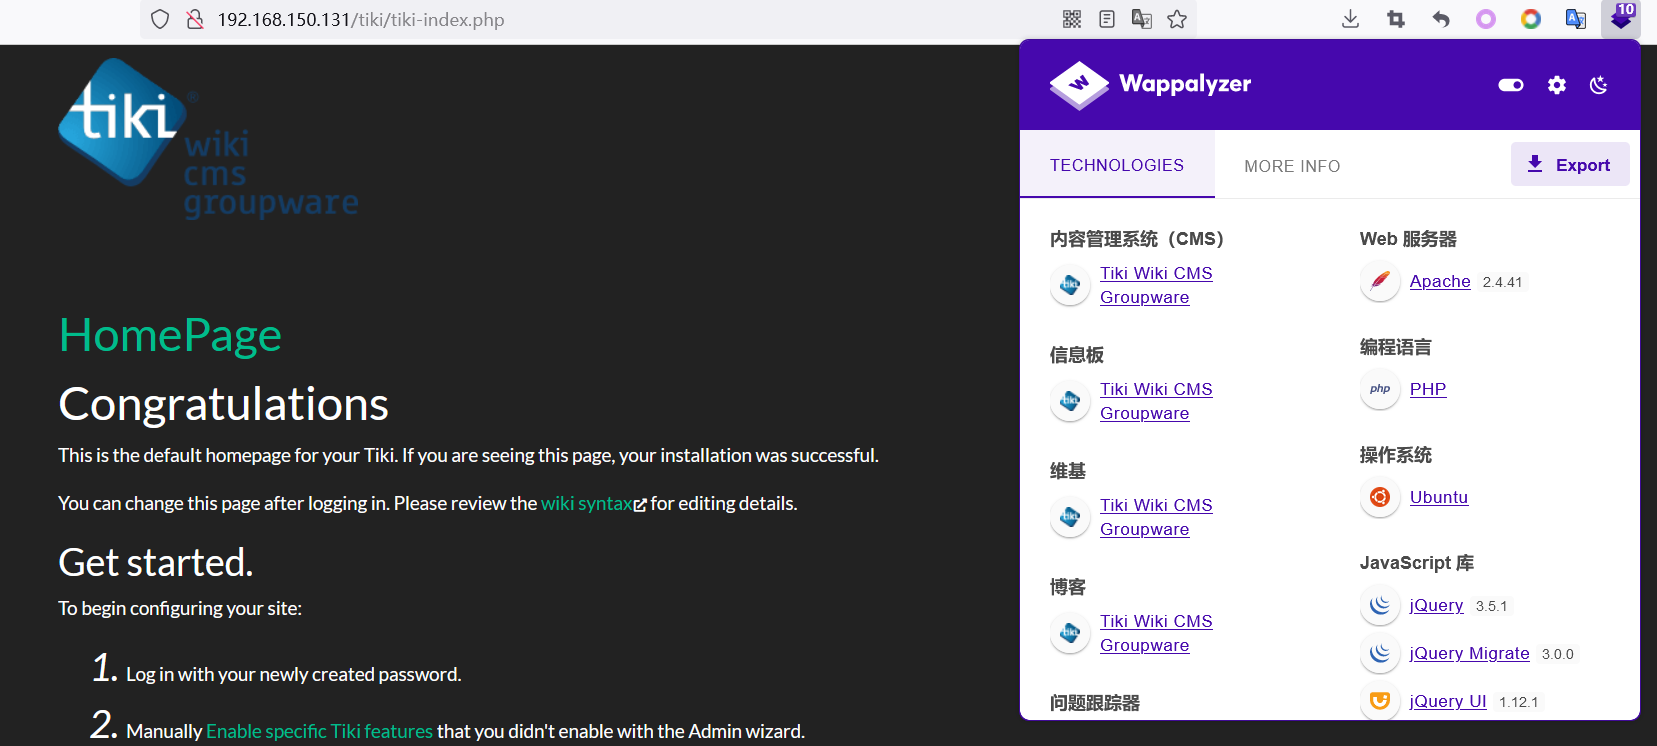 192.168.150.131/tiki/tiki-index.php
10
tiki®
wiki
cms
groupware
HomePage
Congratulations
This is the default homepage for your Tiki. If you are seeing this page, your installation was successful.
You can change this page after logging in. Please review the wiki syntax for editing details.
Get started.
To begin configuring your site:
1. Log in with your newly created password.
2. Manually Enable specific Tiki features that you didn't enable with the Admin wizard.
Wappalyzer
TECHNOLOGIES
MORE INFO
Export
内容管理系统（CMS）
Tiki Wiki CMS
Groupware
信息板
Tiki Wiki CMS
Groupware
维基
Tiki Wiki CMS
Groupware
博客
Tiki Wiki CMS
Groupware
问题跟踪器
Web 服务器
Apache 2.4.41
编程语言
php PHP
操作系统
Ubuntu
JavaScript 库
jQuery 3.5.1
jQuery Migrate 3.0.0
jQuery UI 1.12.1